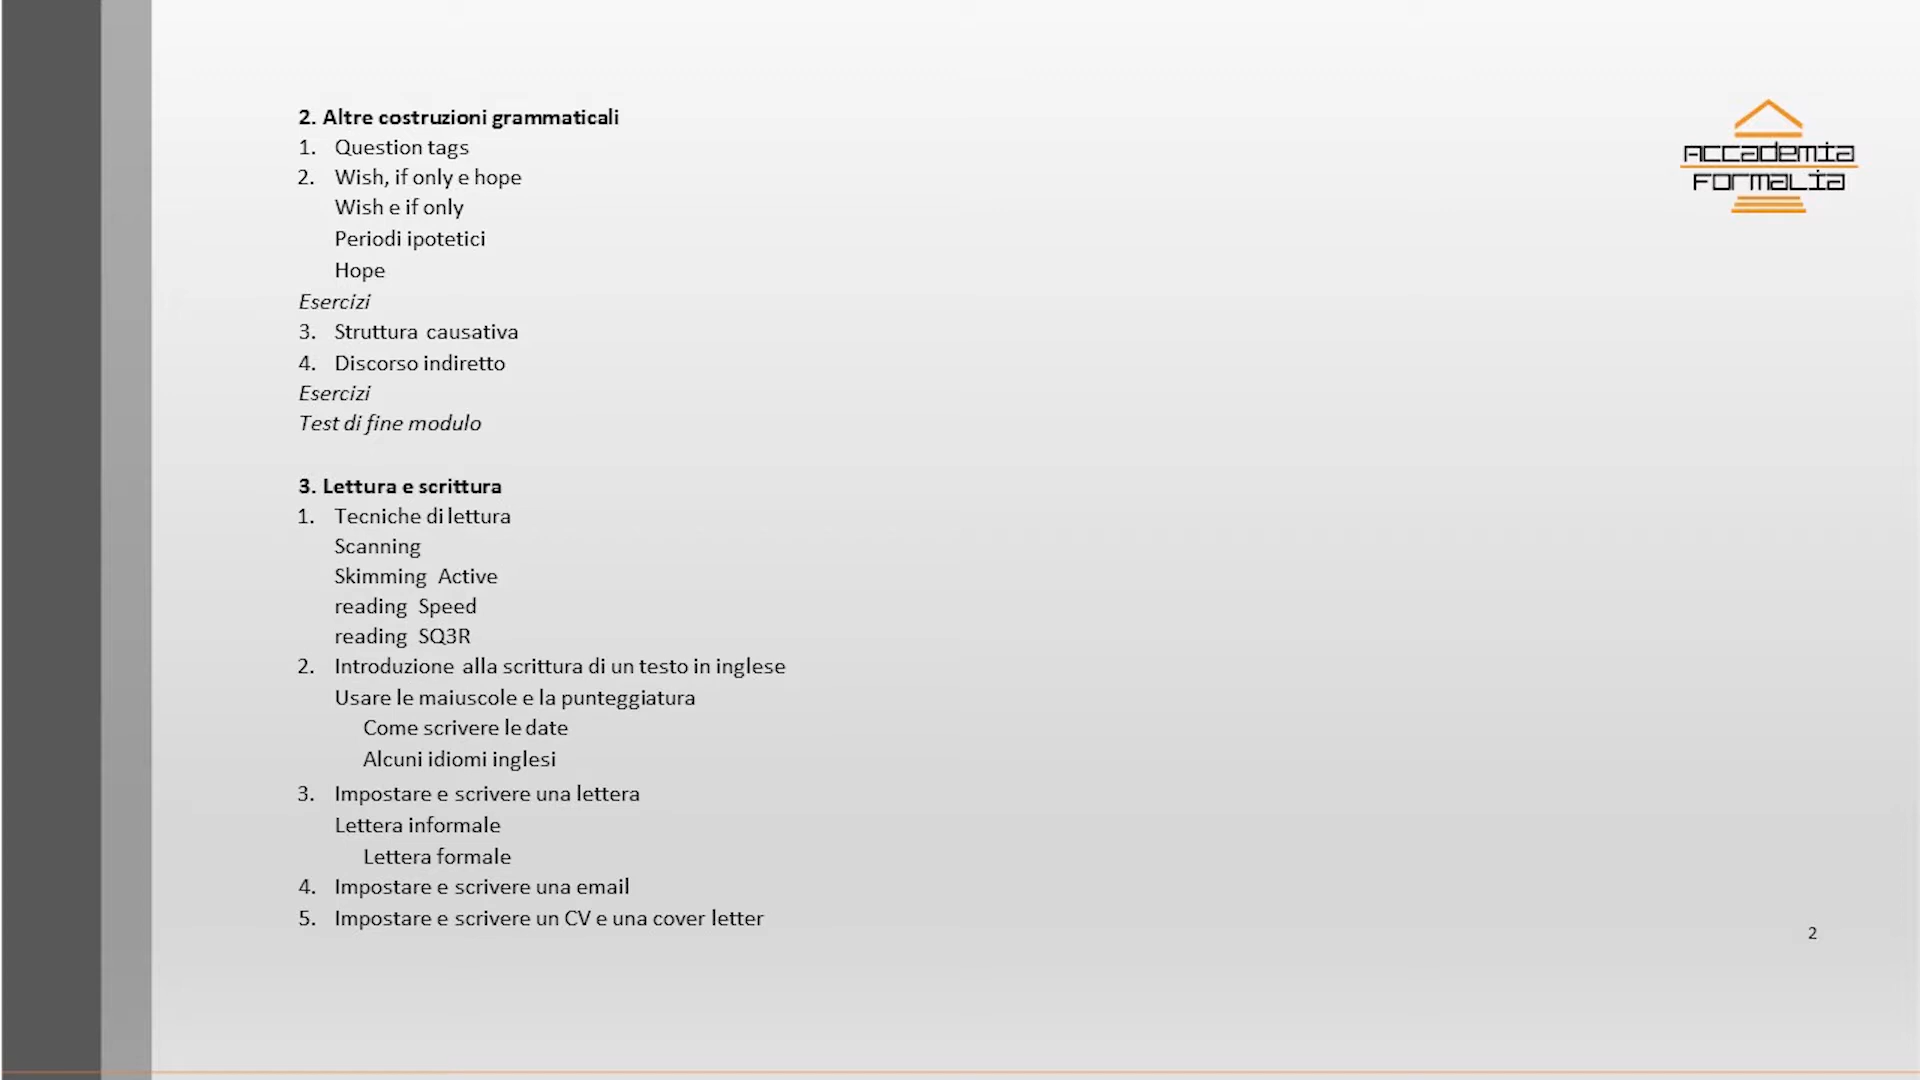 2. Altre costruzioni grammaticali
1. Question tags
2. Wish, if only e hope
Wish e if only
Periodi ipotetici
Hope
Esercizi
3. Struttura causativa
4. Discorso indiretto
Esercizi
Test di fine modulo
3. Lettura e scrittura
1. Tecniche di lettura
Scanning
Skimming Active
reading Speed
reading SQ3R
2. Introduzione alla scrittura di un testo in inglese
Usare le maiuscole e la punteggiatura
Come scrivere le date
Alcuni idiomi inglesi
3. Impostare e scrivere una lettera
Lettera informale
Lettera formale
4. Impostare e scrivere una email
5. Impostare e scrivere un CV e una cover letter
ACCADEMIA
FORMALIA
2